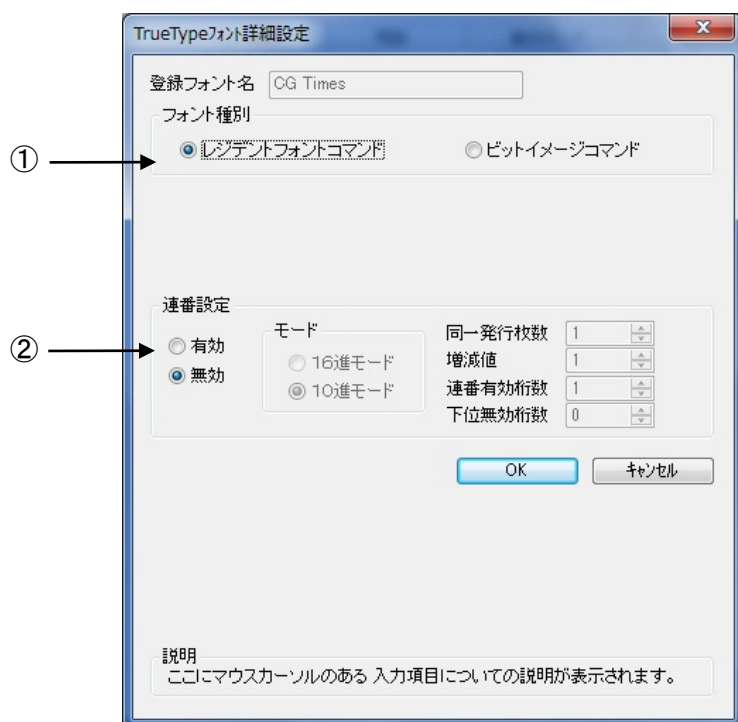 TrueTypeフォント詳細設定
登録フォント名 CG Times
フォント種別
① レジデントフォントコマンド ビットイメージコマンド
連番設定
② 有効
無効
モード
16進モード
10進モード
同一発行枚数 1
増減値 1
連番有効桁数 1
下位無効桁数 0
OK キャンセル
説明
ここにマウスカーソルのある 入力項目についての説明が表示されます。